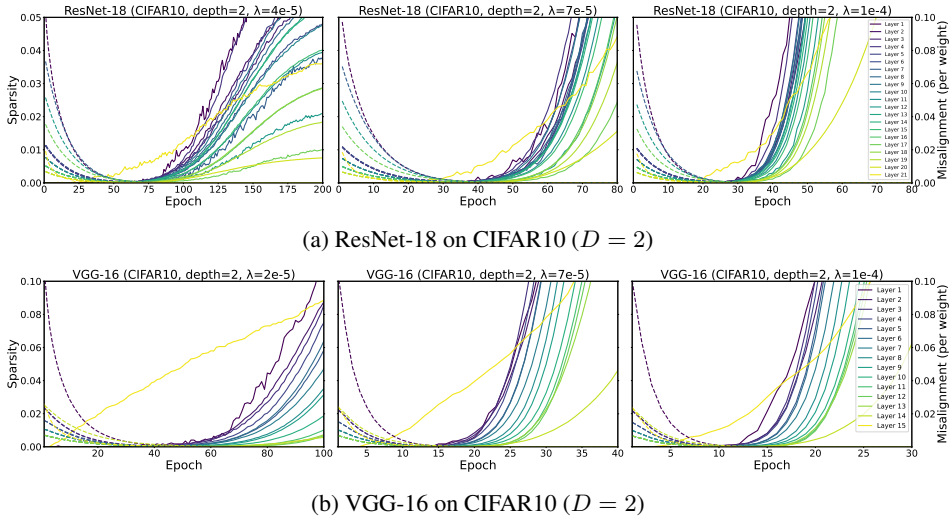 ResNet-18 (CIFAR10, depth=2, λ=4e-5)
ResNet-18 (CIFAR10, depth=2, λ=7e-5)
ResNet-18 (CIFAR10, depth=2, λ=1e-4)
Sparsity
0.05
0.04
0.03
0.02
0.01
0.00
0 25 50 75 100 125 150 175 200
Epoch
0 10 20 30 40 50 60 70 80
Epoch
0 10 20 30 40 50 60 70 80
Epoch
Layer 1
Layer 2
Layer 3
Layer 4
Layer 5
Layer 6
Layer 7
Layer 8
Layer 9
Layer 10
Layer 11
Layer 12
Layer 13
Layer 14
Layer 15
Layer 16
Layer 17
Layer 18
Layer 19
Layer 20
Layer 21
0.10
0.08
0.06
0.04
0.02
0.00
Misalignment (per weight)
(a) ResNet-18 on CIFAR10 (D = 2)
VGG-16 (CIFAR10, depth=2, λ=2e-5)
VGG-16 (CIFAR10, depth=2, λ=7e-5)
VGG-16 (CIFAR10, depth=2, λ=1e-4)
Sparsity
0.10
0.08
0.06
0.04
0.02
0.00
0 20 40 60 80 100
Epoch
0 5 10 15 20 25 30 35 40
Epoch
0 5 10 15 20 25 30
Epoch
Layer 1
Layer 2
Layer 3
Layer 4
Layer 5
Layer 6
Layer 7
Layer 8
Layer 9
Layer 10
Layer 11
Layer 12
Layer 13
Layer 14
Layer 15
0.10
0.08
0.06
0.04
0.02
0.00
Misalignment (per weight)
(b) VGG-16 on CIFAR10 (D = 2)